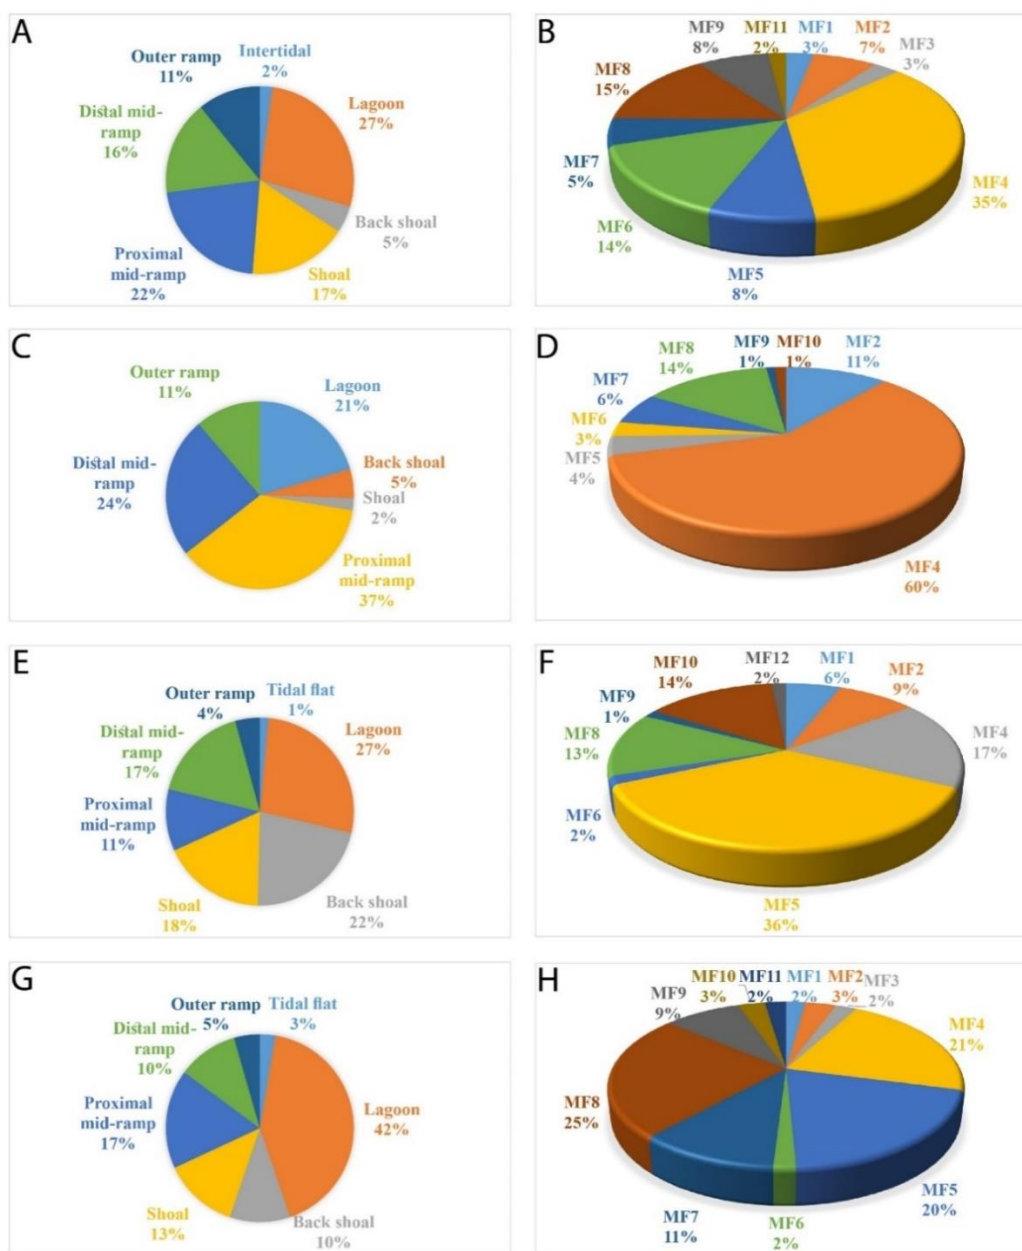 A
Intertidal
2%
Lagoon
27%
Back shoal
5%
Shoal
17%
Proximal
mid-ramp
22%
Distal mid-
ramp
16%
Outer ramp
11%
B
MF1
3%
MF2
7%
MF3
3%
MF4
35%
MF5
8%
MF6
14%
MF7
5%
MF8
15%
MF9
8%
MF11
2%
C
Lagoon
21%
Back shoal
5%
Shoal
2%
Proximal
mid-ramp
37%
Distal mid-
ramp
24%
Outer ramp
11%
D
MF2
11%
MF4
60%
MF5
4%
MF6
3%
MF7
6%
MF8
14%
MF9
1%
MF10
1%
E
Tidal flat
1%
Lagoon
27%
Back shoal
22%
Shoal
18%
Proximal
mid-ramp
11%
Distal mid-
ramp
17%
Outer ramp
4%
F
MF1
6%
MF2
9%
MF4
17%
MF5
36%
MF6
2%
MF8
13%
MF9
1%
MF10
14%
MF12
2%
G
Tidal flat
3%
Lagoon
42%
Back shoal
10%
Shoal
13%
Proximal
mid-ramp
17%
Distal mid-
ramp
10%
Outer ramp
5%
H
MF1
2%
MF2
3%
MF3
2%
MF4
21%
MF5
20%
MF6
2%
MF7
11%
MF8
25%
MF9
9%
MF10
3%
MF11
2%